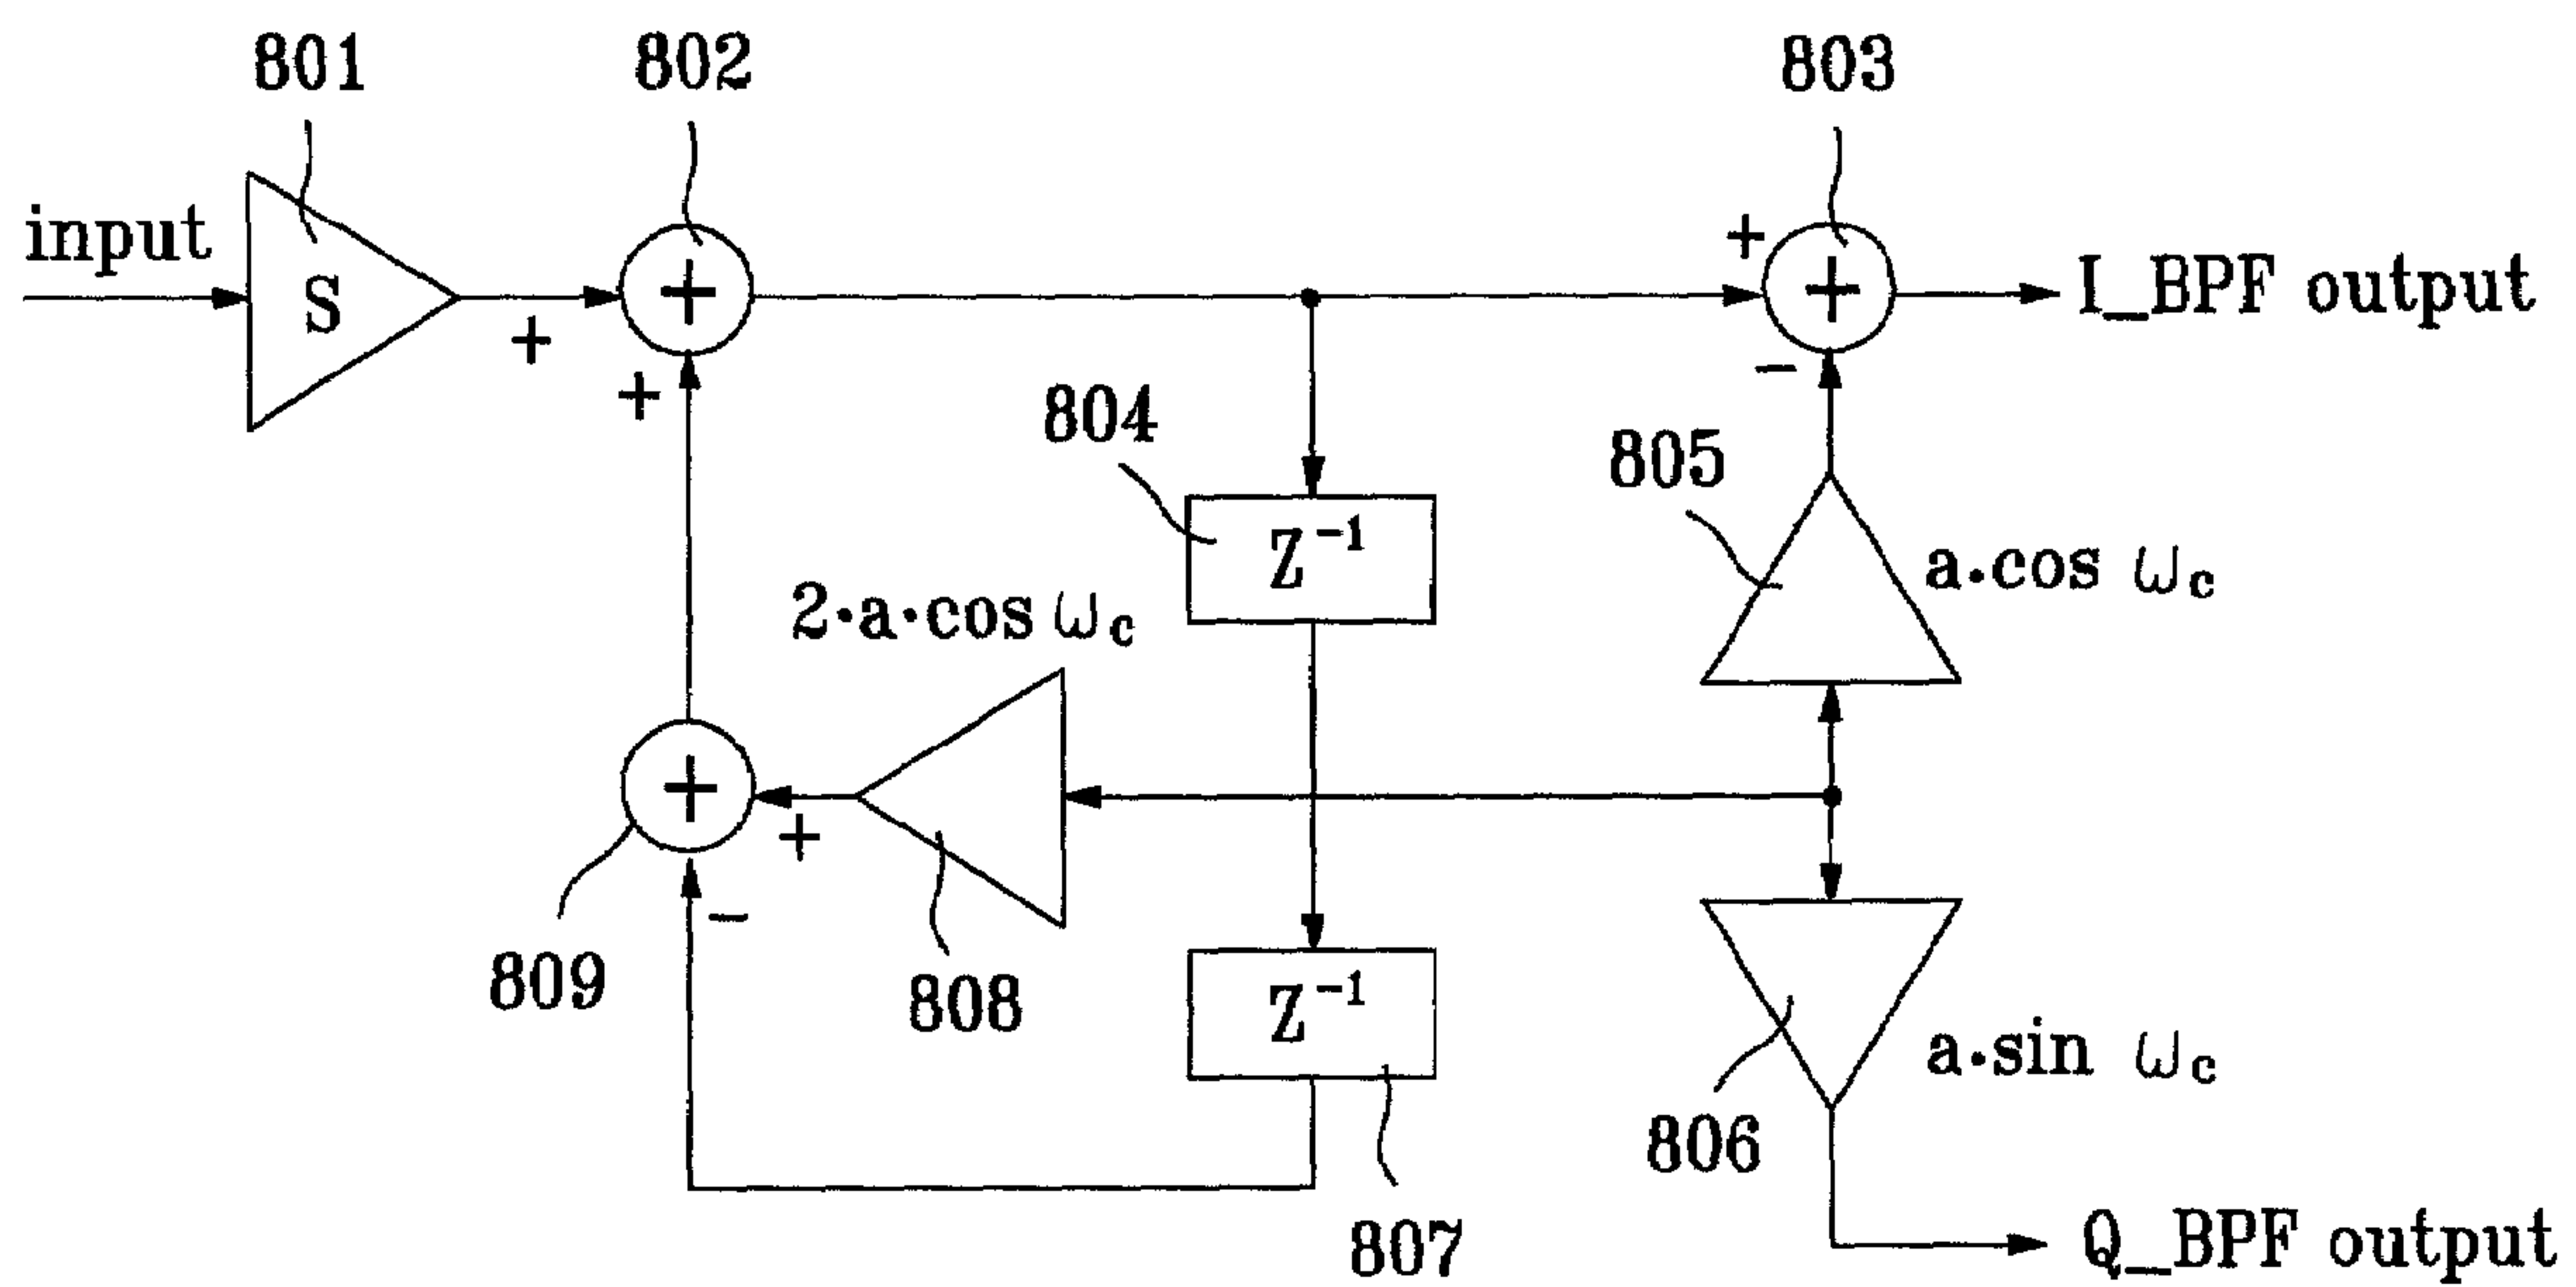 801
802
803
input
S
+
+
+
+
-
+
I_BPF output
804
Z⁻¹
805
a·cos ωc
2·a·cos ωc
+
+
-
809
808
Z⁻¹
807
806
a·sin ωc
Q_BPF output